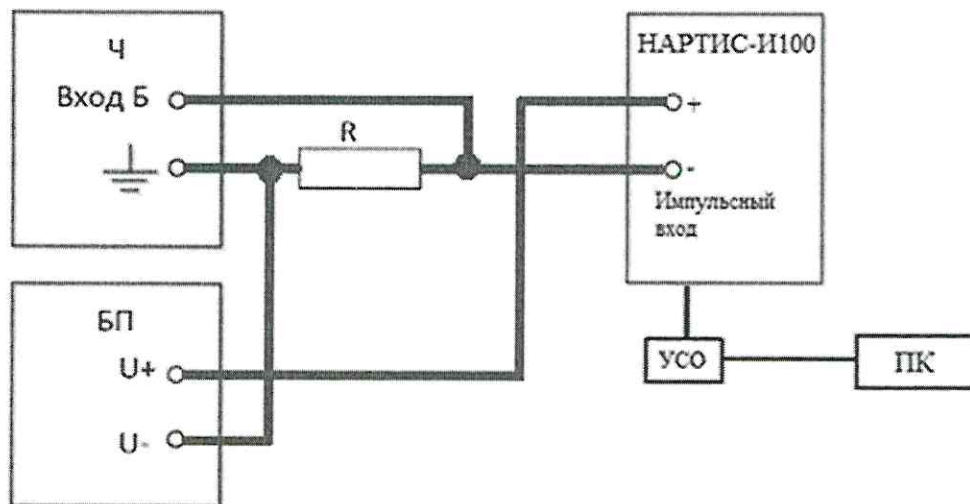 Ч
Вход Б
R
НАРТИС-И100
+
-
Импульсный
вход
БП
U+
U-
УСО
ПК